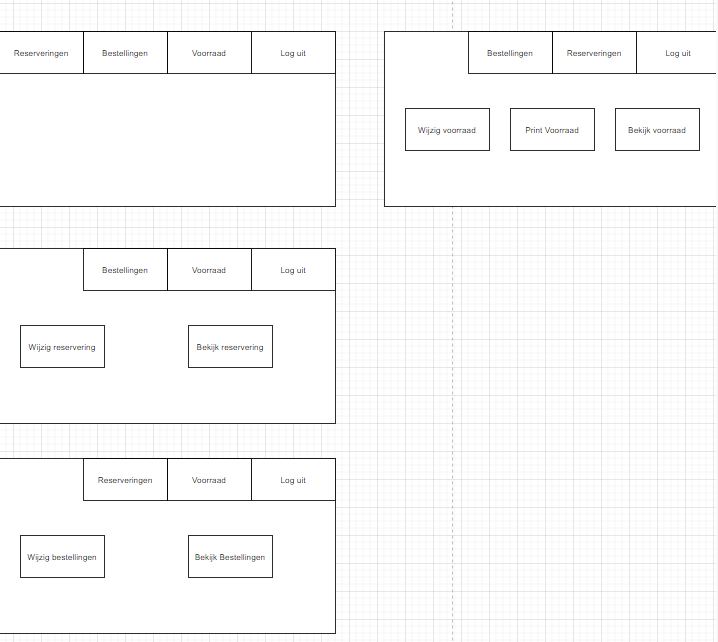 Reserveringen
Bestellingen
Voorraad
Log uit
Bestellingen
Reserveringen
Log uit
Wijzig voorraad
Print Voorraad
Bekijk voorraad
Bestellingen
Voorraad
Log uit
Wijzig reservering
Bekijk reservering
Reserveringen
Voorraad
Log uit
Wijzig bestellingen
Bekijk Bestellingen